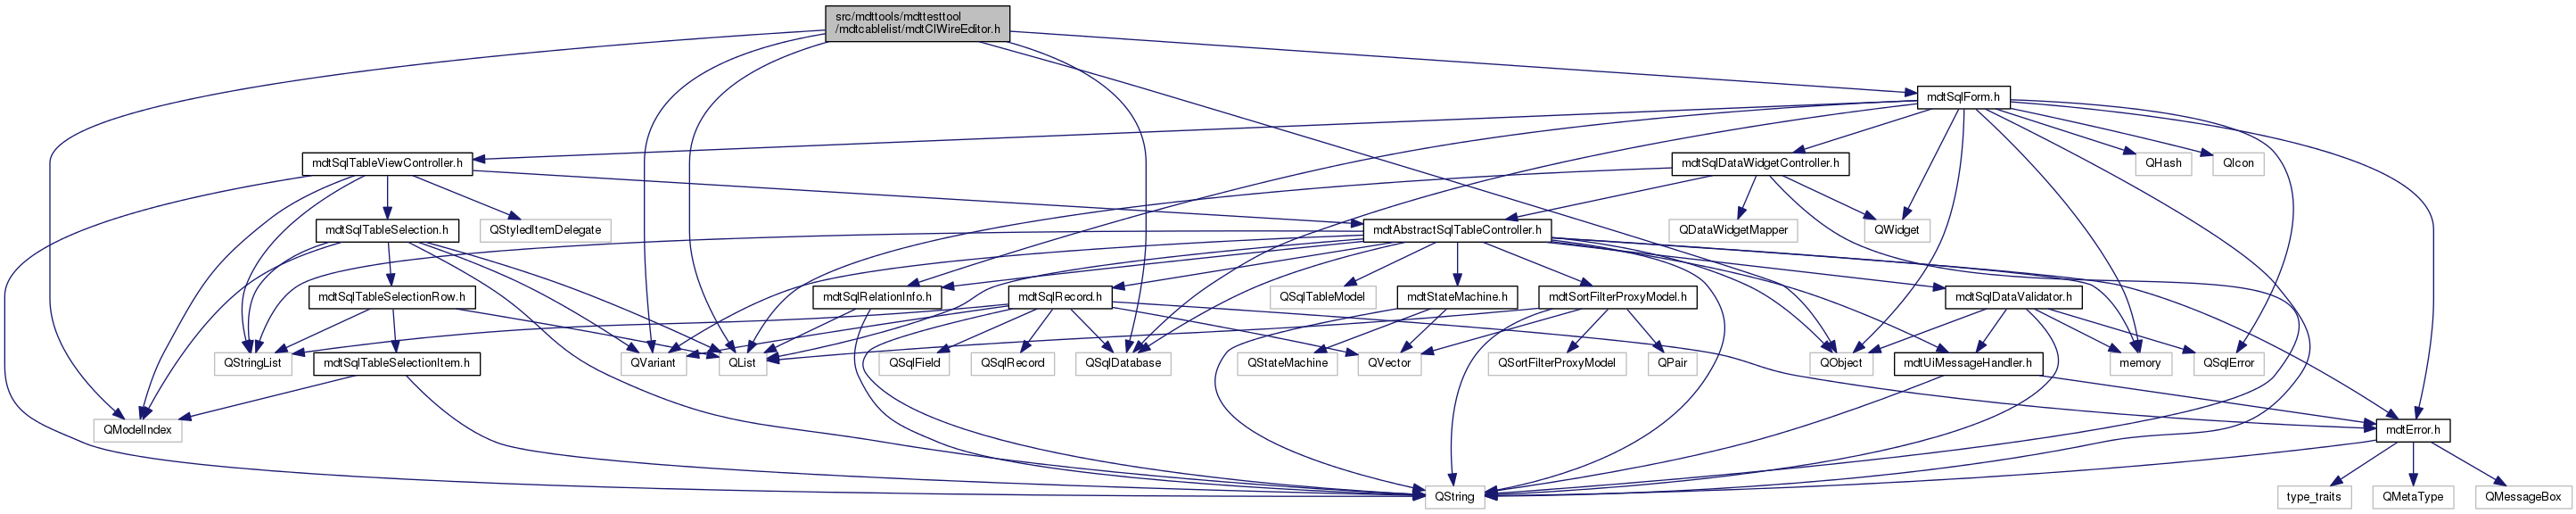 src/mdttools/mdttesttool
/mdtcablelist/mdtClWireEditor.h
mdtSqlForm.h
mdtSqlTableViewController.h
mdtSqlDataWidgetController.h
QHash
QIcon
mdtSqlTableSelection.h
QStyledItemDelegate
mdtAbstractSqlTableController.h
QDataWidgetMapper
QWidget
mdtSqlTableSelectionRow.h
QSqlTableModel
mdtSqlRelationInfo.h
mdtSqlRecord.h
mdtStateMachine.h
mdtSortFilterProxyModel.h
mdtSqlDataValidator.h
QStringList
mdtSqlTableSelectionItem.h
QVariant
QList
QSqlField
QSqlRecord
QSqlDatabase
QStateMachine
QVector
QSortFilterProxyModel
QPair
QObject
mdtUiMessageHandler.h
memory
QSqlError
QModelIndex
mdtError.h
QString
type_traits
QMetaType
QMessageBox